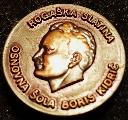 ROGAŠKA SLATINA
OSNOVNA ŠOLA BORIS KIDRIČ